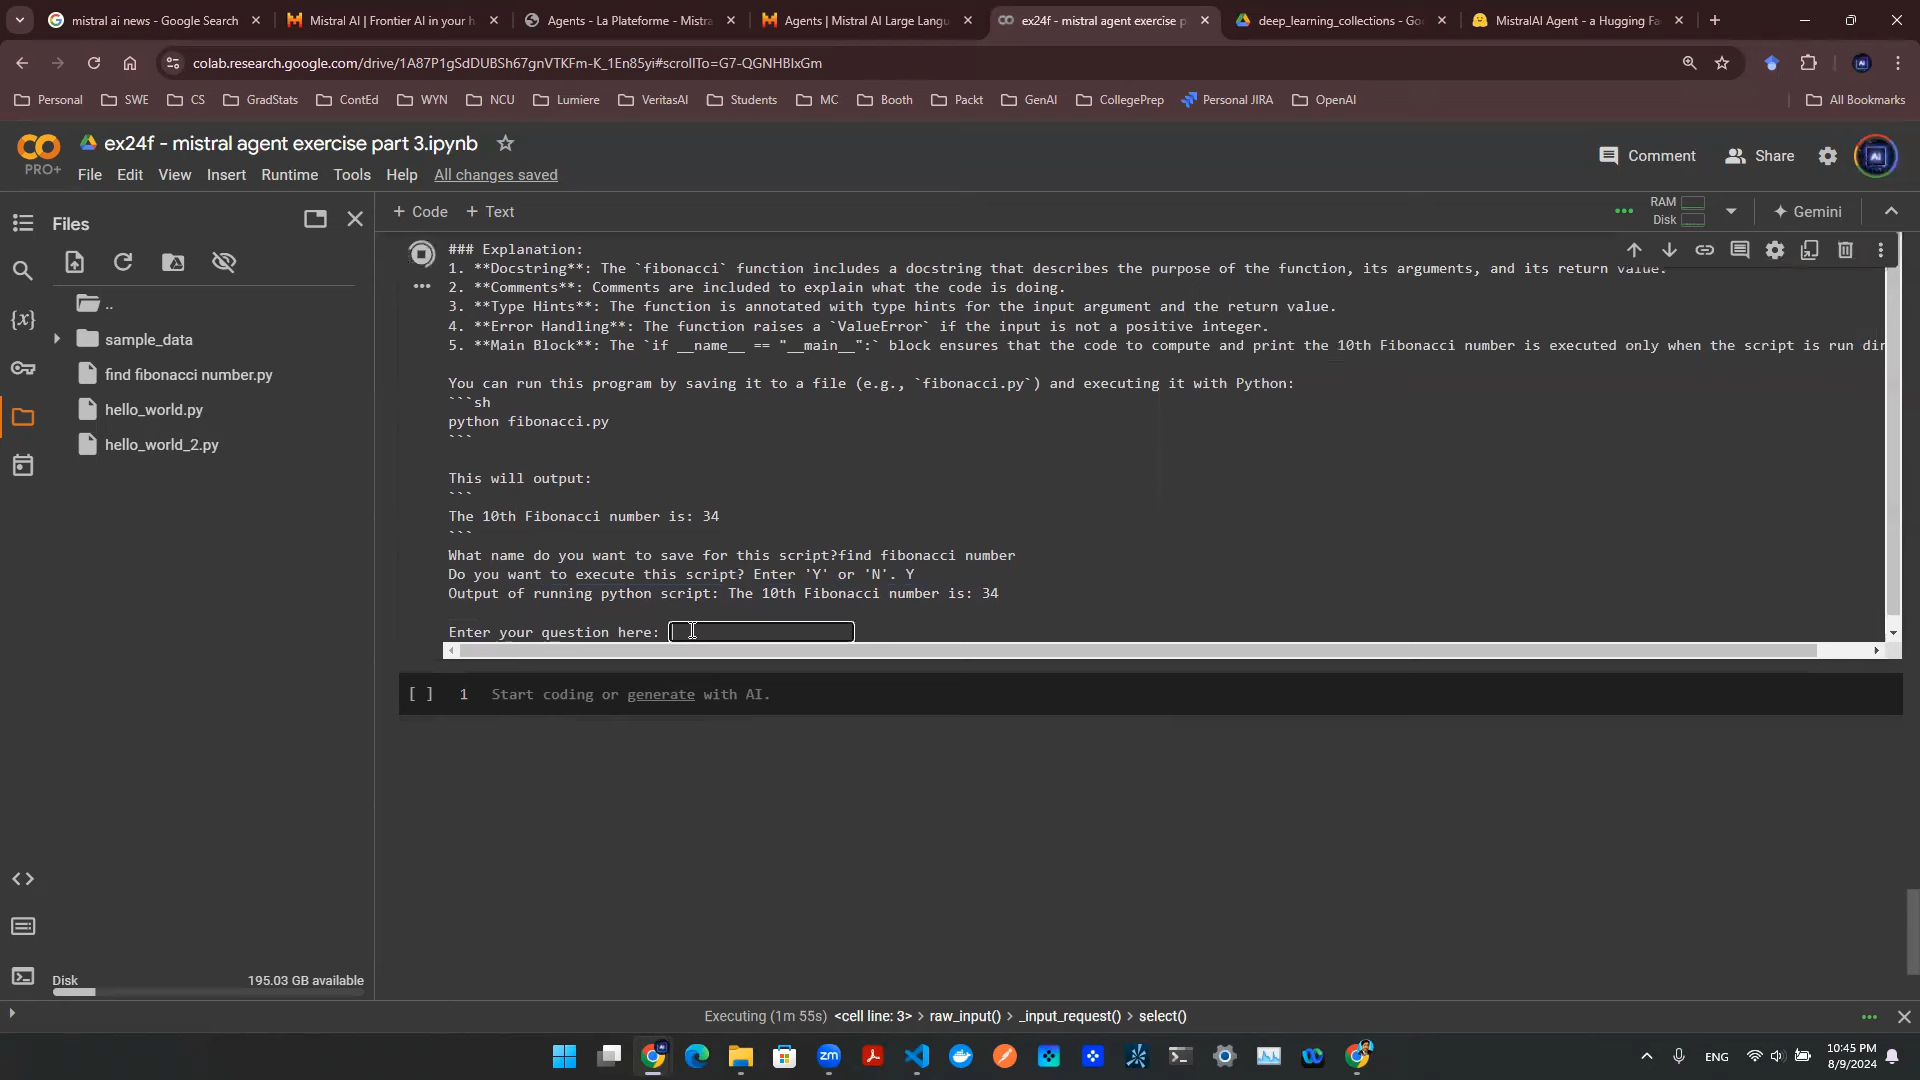 mistral ai news - Google Search
Mistral AI | Frontier AI in your h
Agents - La Plateforme - Mistra
Agents | Mistral AI Large Langu
ex24f - mistral agent exercise p
deep_learning_collections - Goo
MistralAI Agent - a Hugging Fa
colab.research.google.com/drive/1A87P1gSdDUBSh67gnVTKFm-K_1En85yi#scrollTo=G7-QGNHBlxGm
Personal SWE CS GradStats ContEd WYN NCU Lumiere VeritasAI Students MC Booth Packt GenAI CollegePrep Personal JIRA OpenAI All Bookmarks
ex24f - mistral agent exercise part 3.ipynb
PRO+
Comment Share
File Edit View Insert Runtime Tools Help All changes saved
+ Code + Text
RAM
Disk
Gemini
Files
..
sample_data
find fibonacci number.py
hello_world.py
hello_world_2.py
### Explanation:
1. **Docstring**: The `fibonacci` function includes a docstring that describes the purpose of the function, its arguments, and its return value.
2. **Comments**: Comments are included to explain what the code is doing.
3. **Type Hints**: The function is annotated with type hints for the input argument and the return value.
4. **Error Handling**: The function raises a `ValueError` if the input is not a positive integer.
5. **Main Block**: The `if __name__ == "__main__":` block ensures that the code to compute and print the 10th Fibonacci number is executed only when the script is run dir
You can run this program by saving it to a file (e.g., `fibonacci.py`) and executing it with Python:
```sh
python fibonacci.py
```
This will output:
```
The 10th Fibonacci number is: 34
```
What name do you want to save for this script?find fibonacci number
Do you want to execute this script? Enter 'Y' or 'N'. Y
Output of running python script: The 10th Fibonacci number is: 34
Enter your question here:
[ ] 1 Start coding or generate with AI.
Disk 195.03 GB available
Executing (1m 55s) <cell line: 3> > raw_input() > _input_request() > select()
ENG
10:45 PM
8/9/2024